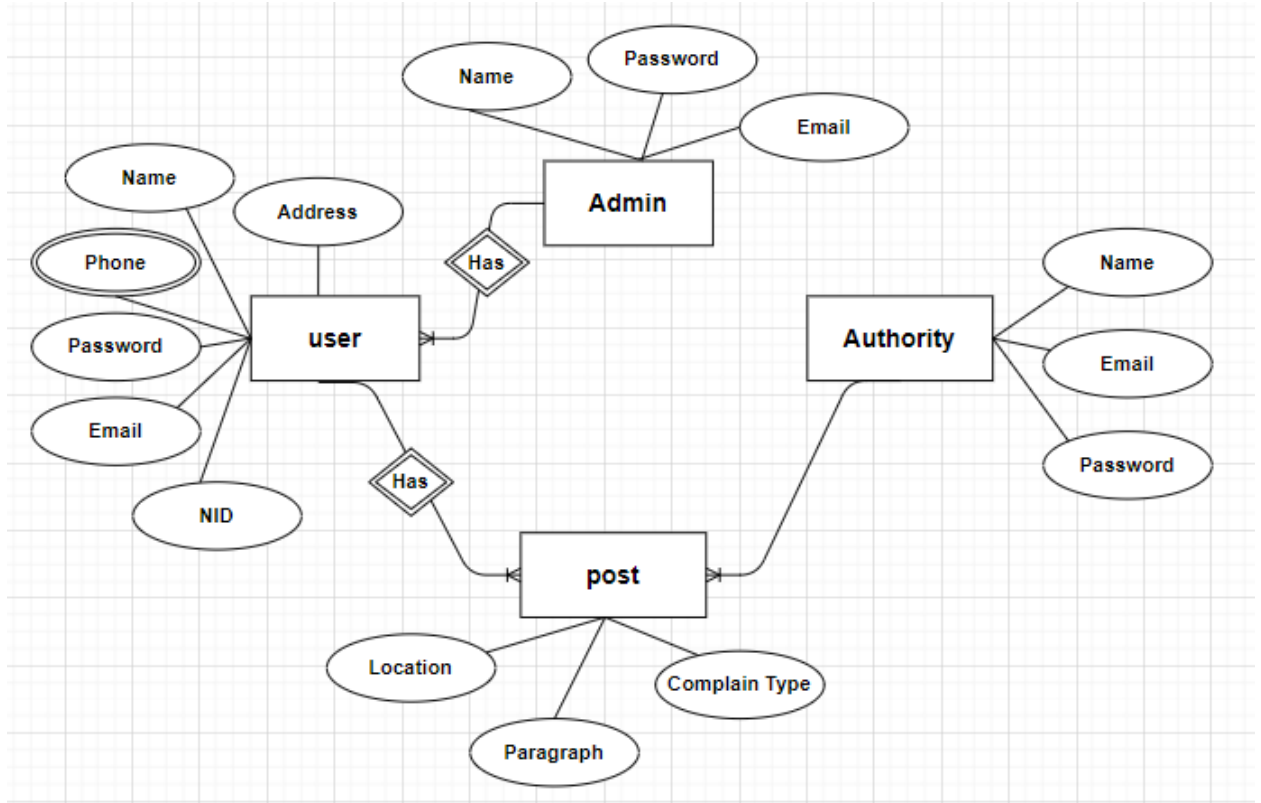 Name
Password
Email
Admin
Name
Address
Phone
Has
Password
user
Email
NID
Authority
Name
Email
Password
Has
post
Location
Complain Type
Paragraph